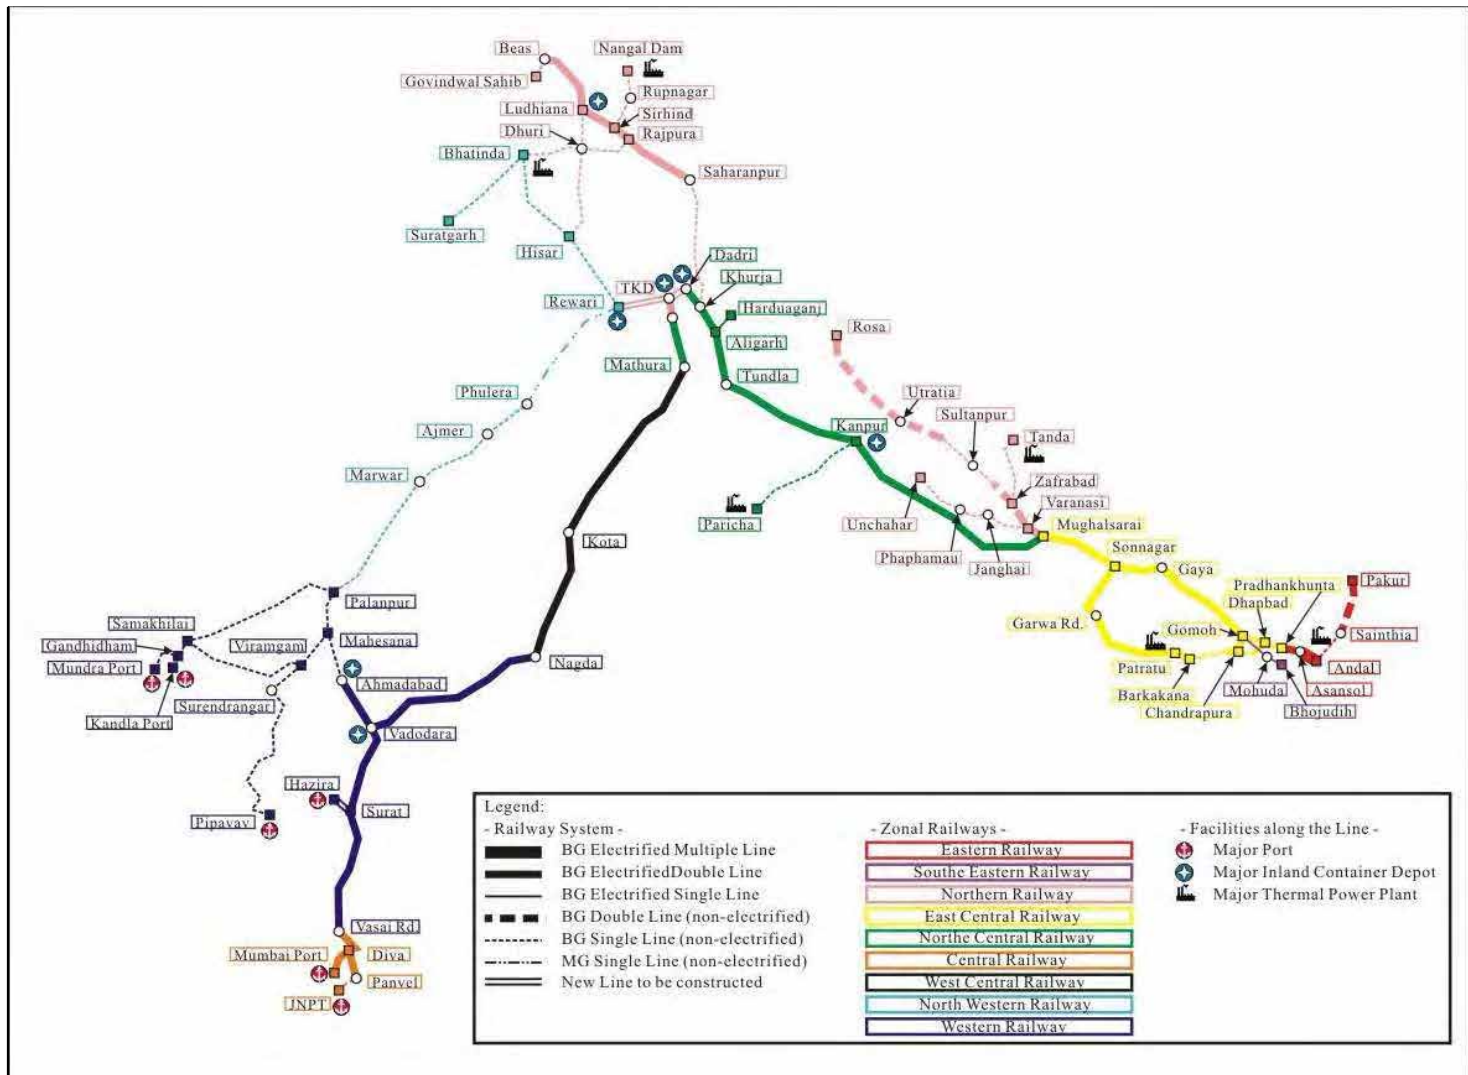 Beas
Nangal Dam
Govindwal Sahib
Rupnagar
Ludhiana
Sirhind
Dhuri
Rajpura
Bhatinda
Saharanpur
Suratgarh
Hisar
Dadri
TKD
Khurja
Rewari
Harduaganj
Rosa
Aligarh
Mathura
Tundla
Phulera
Utratia
Sultanpur
Ajmer
Kanpur
Tanda
Marwar
Zafrabad
Varanasi
Paricha
Unchahar
Mughalsarai
Kota
Phaphamau
Sonnagar
Janghai
Gaya
Pradhankhunta
Pakur
Palanpur
Dhanbad
Samakhilai
Garwa Rd.
Gomoh
Sainthia
Gandhidham
Viramgam
Mahesana
Mundra Port
Nagda
Patratu
Andal
Ahmadabad
Mohuda
Asansol
Barkakana
Surendrangar
Chandrapura
Bhojudih
Kandla Port
Vadodara
Hazira
Surat
Pipavav
Vasai Rd
Mumbai Port
Diva
Panvel
JNPT
Legend:
- Railway System -
BG Electrified Multiple Line
BG ElectrifiedDouble Line
BG Electrified Single Line
BG Double Line (non-electrified)
BG Single Line (non-electrified)
MG Single Line (non-electrified)
New Line to be constructed
- Zonal Railways -
Eastern Railway
Southe Eastern Railway
Northern Railway
East Central Railway
Northe Central Railway
Central Railway
West Central Railway
North Western Railway
Western Railway
- Facilities along the Line -
Major Port
Major Inland Container Depot
Major Thermal Power Plant